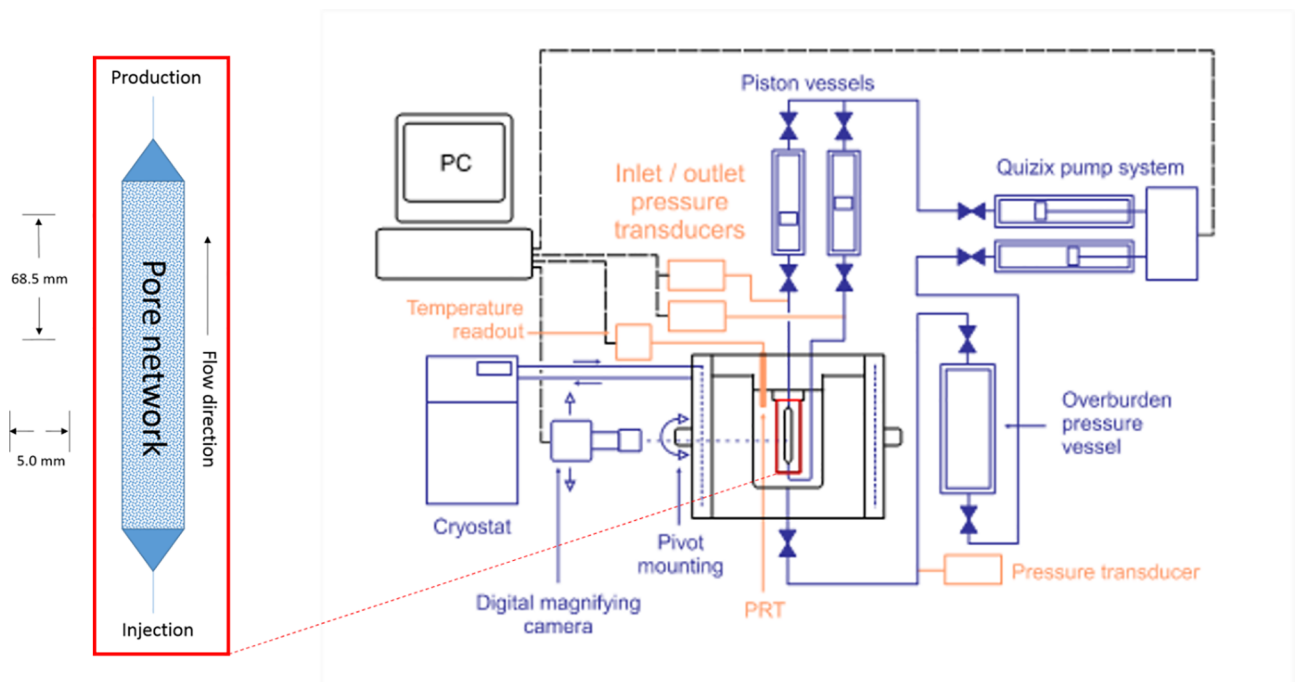 Production
Pore network
Flow direction
Injection
68.5 mm
5.0 mm
PC
Piston vessels
Quizix pump system
Inlet / outlet
pressure
transducers
Temperature
readout
Overburden
pressure
vessel
Cryostat
Pivot
mounting
Digital magnifying
camera
PRT
Pressure transducer